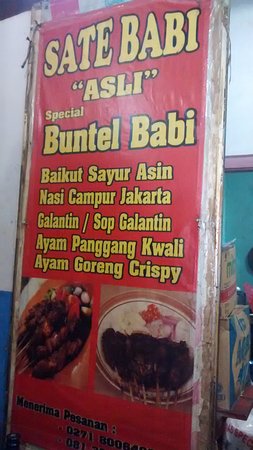 SATE BABI
"ASLI"
Special
Buntel Babi
Baikut Sayur Asin
Nasi Campur Jakarta
Galantin / Sop Galantin
Ayam Panggang Kwali
Ayam Goreng Crispy
Menerima Pesanan :